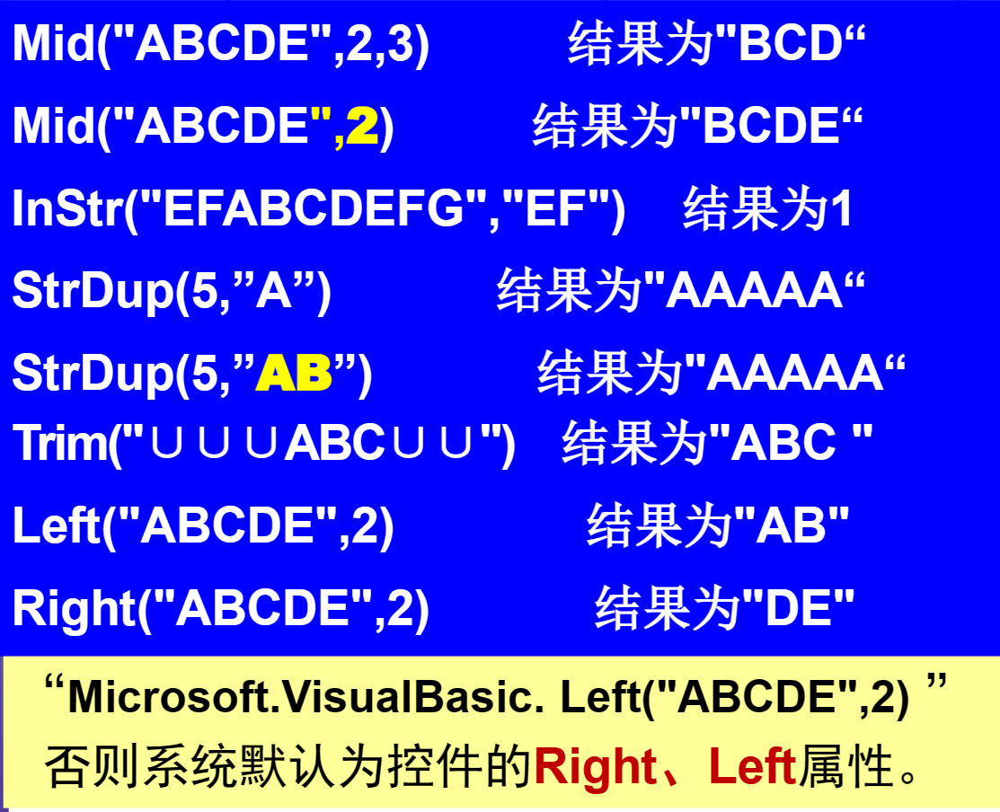 Mid("ABCDE",2,3) 结果为"BCD“
Mid("ABCDE",2) 结果为"BCDE“
InStr("EFABCDEFG","EF") 结果为1
StrDup(5,”A”) 结果为"AAAAA“
StrDup(5,”AB”) 结果为"AAAAA“
Trim("∪∪∪ABC∪∪") 结果为"ABC "
Left("ABCDE",2) 结果为"AB"
Right("ABCDE",2) 结果为"DE"
“Microsoft.VisualBasic. Left("ABCDE",2) ”
否则系统默认为控件的Right、Left属性。